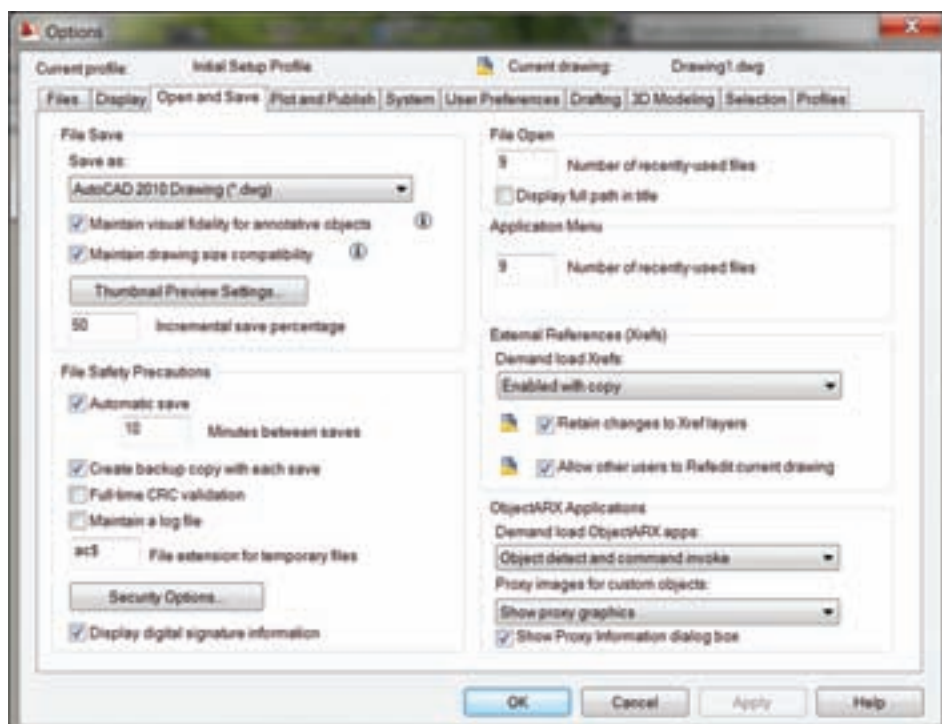 Options
Current profile: Initial Setup Profile Current drawing: Drawing1.dwg
Files Display Open and Save Plot and Publish System User Preferences Drafting 3D Modeling Selection Profiles
File Save
Save as:
AutoCAD 2010 Drawing (*.dwg)
Maintain visual fidelity for annotative objects
Maintain drawing size compatibility
Thumbnail Preview Settings...
50 Incremental save percentage
File Safety Precautions
Automatic save
10 Minutes between saves
Create backup copy with each save
Full-time CRC validation
Maintain a log file
ac$ File extension for temporary files
Security Options...
Display digital signature information
File Open
9 Number of recently-used files
Display full path in title
Application Menu
9 Number of recently-used files
External References (Xrefs)
Demand load Xrefs:
Enabled with copy
Retain changes to Xref layers
Allow other users to Refedit current drawing
ObjectARX Applications
Demand load ObjectARX apps:
Object detect and command invoke
Proxy images for custom objects:
Show proxy graphics
Show Proxy Information dialog box
OK Cancel Apply Help